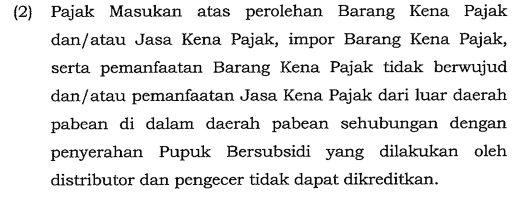 (2) Pajak Masukan atas perolehan Barang Kena Pajak
dan/atau Jasa Kena Pajak, impor Barang Kena Pajak,
serta pemanfaatan Barang Kena Pajak tidak berwujud
dan/atau pemanfaatan Jasa Kena Pajak dari luar daerah
pabean di dalam daerah pabean sehubungan dengan
penyerahan Pupuk Bersubsidi yang dilakukan oleh
distributor dan pengecer tidak dapat dikreditkan.